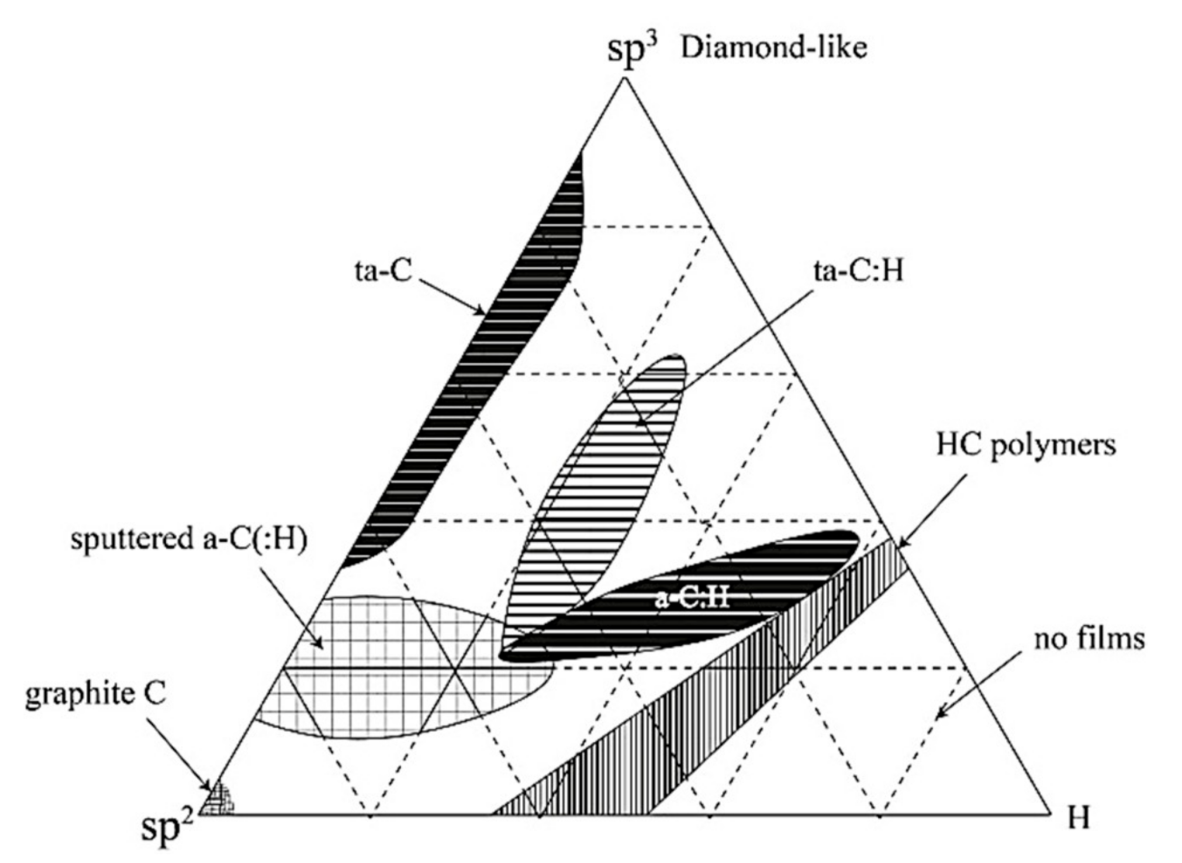 sp³ Diamond-like
ta-C
ta-C:H
HC polymers
sputtered a-C(:H)
a-C:H
no films
graphite C
sp²
H